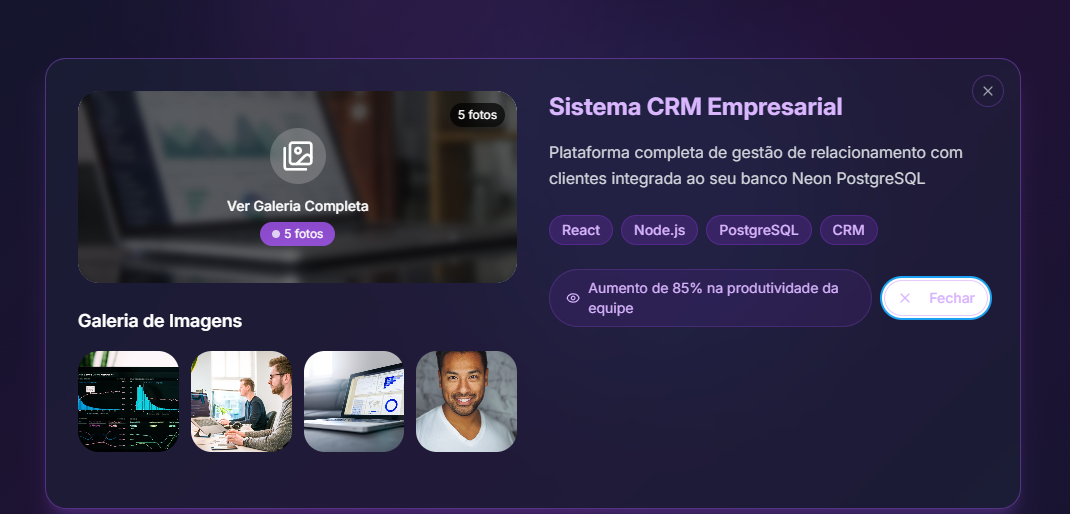 5 fotos
Ver Galeria Completa
5 fotos
Galeria de Imagens
Sistema CRM Empresarial
Plataforma completa de gestão de relacionamento com
clientes integrada ao seu banco Neon PostgreSQL
React
Node.js
PostgreSQL
CRM
Aumento de 85% na produtividade da
equipe
Fechar